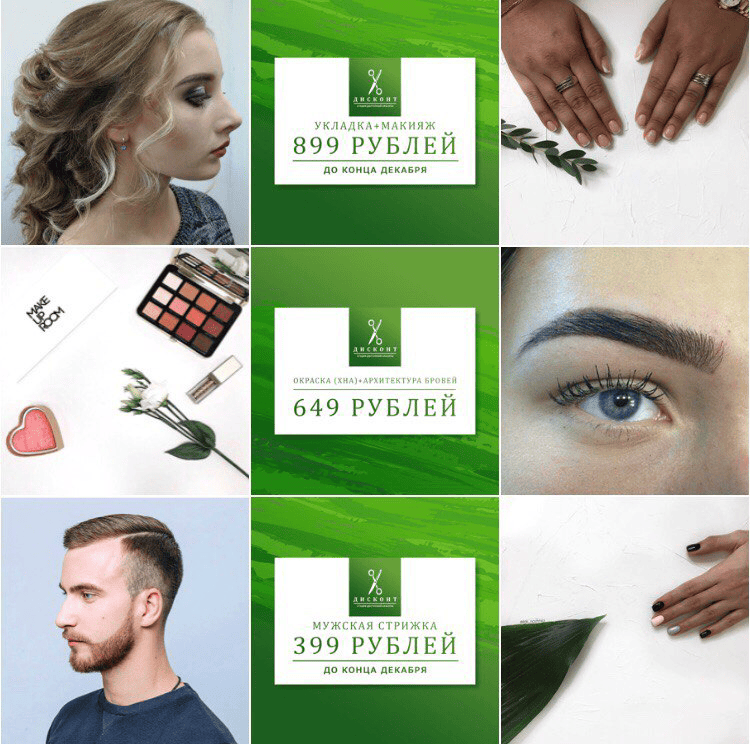 ДИСКОНТ
УКЛАДКА+МАКИЯЖ
899 РУБЛЕЙ
ДО КОНЦА ДЕКАБРЯ
MAKE
UP
ROOM
ДИСКОНТ
ОКРАСКА (ХНА)+АРХИТЕКТУРА БРОВЕЙ
649 РУБЛЕЙ
ДИСКОНТ
МУЖСКАЯ СТРИЖКА
399 РУБЛЕЙ
ДО КОНЦА ДЕКАБРЯ